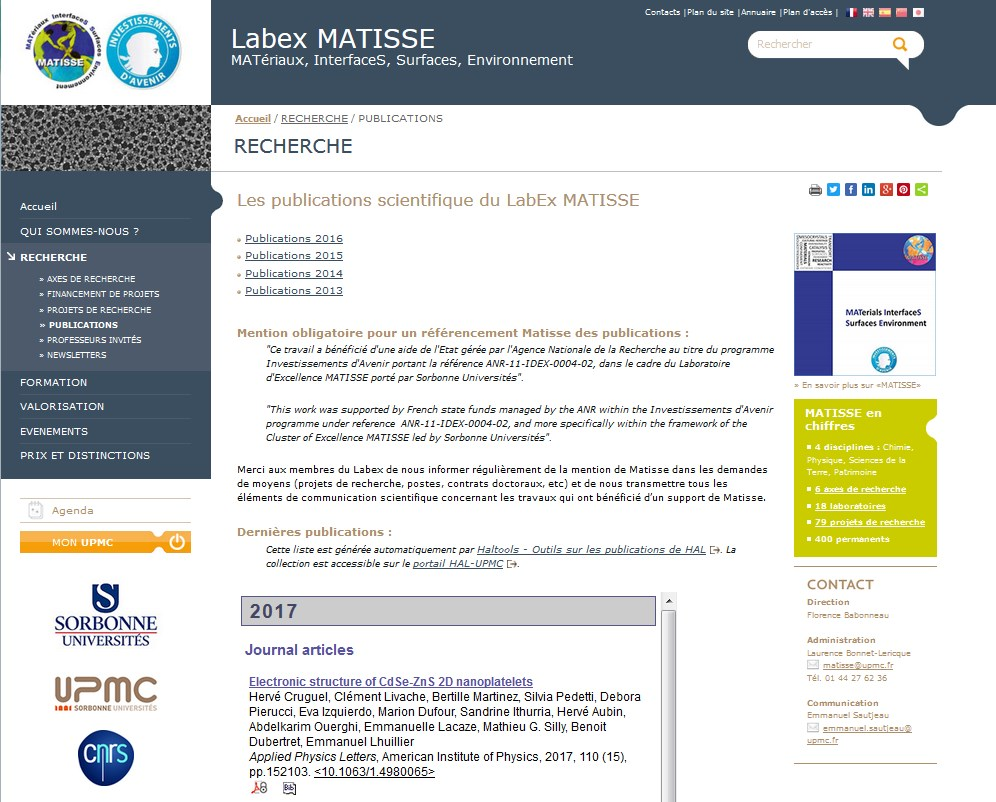 MATériaux InterfaceS Surfaces Environnement
MATISSE
INVESTISSEMENTS
D'AVENIR
Contacts |Plan du site |Annuaire |Plan d'accès |
Labex MATISSE
MATériaux, InterfaceS, Surfaces, Environnement
Rechercher
Accueil / RECHERCHE / PUBLICATIONS
RECHERCHE
Accueil
QUI SOMMES-NOUS ?
RECHERCHE
» AXES DE RECHERCHE
» FINANCEMENT DE PROJETS
» PROJETS DE RECHERCHE
» PUBLICATIONS
» PROFESSEURS INVITÉS
» NEWSLETTERS
FORMATION
VALORISATION
EVENEMENTS
PRIX ET DISTINCTIONS
Agenda
MON UPMC
SORBONNE
UNIVERSITÉS
UPMC
SORBONNE UNIVERSITÉS
cnrs
Les publications scientifique du LabEx MATISSE
Publications 2016
Publications 2015
Publications 2014
Publications 2013
Mention obligatoire pour un référencement Matisse des publications :
"Ce travail a bénéficié d'une aide de l'Etat gérée par l'Agence Nationale de la Recherche au titre du programme
Investissements d'Avenir portant la référence ANR-11-IDEX-0004-02, dans le cadre du Laboratoire
d'Excellence MATISSE porté par Sorbonne Universités".
"This work was supported by French state funds managed by the ANR within the Investissements d'Avenir
programme under reference ANR-11-IDEX-0004-02, and more specifically within the framework of the
Cluster of Excellence MATISSE led by Sorbonne Universités".
Merci aux membres du Labex de nous informer régulièrement de la mention de Matisse dans les demandes
de moyens (projets de recherche, postes, contrats doctoraux, etc) et de nous transmettre tous les
éléments de communication scientifique concernant les travaux qui ont bénéficié d'un support de Matisse.
Dernières publications :
Cette liste est générée automatiquement par Haltools - Outils sur les publications de HAL. La
collection est accessible sur le portail HAL-UPMC.
2017
Journal articles
Electronic structure of CdSe-ZnS 2D nanoplatelets
Hervé Cruguel, Clément Livache, Bertille Martinez, Silvia Pedetti, Debora
Pierucci, Eva Izquierdo, Marion Dufour, Sandrine Ithurria, Hervé Aubin,
Abdelkarim Ouerghi, Emmanuelle Lacaze, Mathieu G. Silly, Benoit
Dubertret, Emmanuel Lhuillier
Applied Physics Letters, American Institute of Physics, 2017, 110 (15),
pp.152103. <10.1063/1.4980065>
Bib
MATerials InterfaceS
Surfaces Environment
» En savoir plus sur «MATISSE»
MATISSE en
chiffres
4 disciplines : Chimie,
Physique, Sciences de la
Terre, Patrimoine
6 axes de recherche
18 laboratoires
79 projets de recherche
400 permanents
CONTACT
Direction
Florence Babonneau
Administration
Laurence Bonnet-Lericque
matisse@upmc.fr
Tél. 01 44 27 62 36
Communication
Emmanuel Sautjeau
emmanuel.sautjeau@
upmc.fr